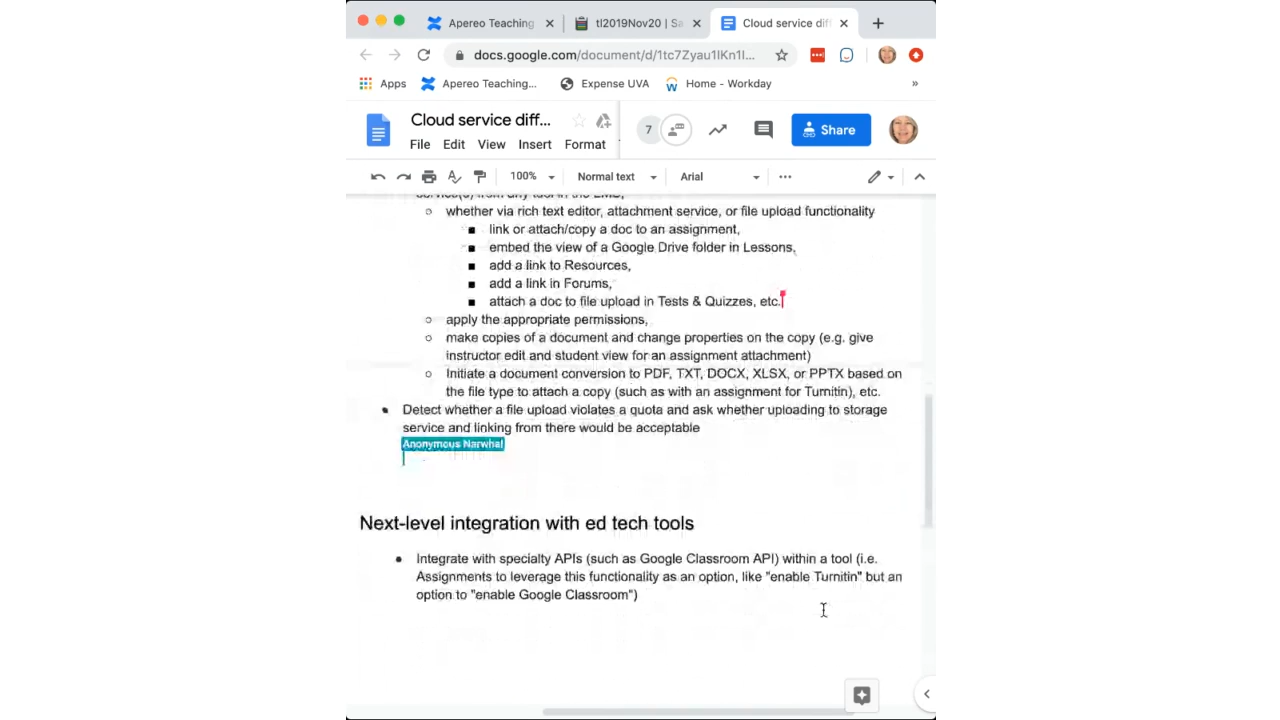 Apereo Teaching
tl2019Nov20 | Sa
Cloud service diff
docs.google.com/document/d/1tc7Zyau1IKn1I...
Apps
Apereo Teaching...
Expense UVA
Home - Workday
»
Cloud service diff...
7
Share
File Edit View Insert Format
100% Normal text Arial
service(s) from any tool in the LMS,
whether via rich text editor, attachment service, or file upload functionality
link or attach/copy a doc to an assignment,
embed the view of a Google Drive folder in Lessons,
add a link to Resources,
add a link in Forums,
attach a doc to file upload in Tests & Quizzes, etc.
apply the appropriate permissions,
make copies of a document and change properties on the copy (e.g. give
instructor edit and student view for an assignment attachment)
Initiate a document conversion to PDF, TXT, DOCX, XLSX, or PPTX based on
the file type to attach a copy (such as with an assignment for Turnitin), etc.
Detect whether a file upload violates a quota and ask whether uploading to storage
service and linking from there would be acceptable
Anonymous Narwhal
Next-level integration with ed tech tools
Integrate with specialty APIs (such as Google Classroom API) within a tool (i.e.
Assignments to leverage this functionality as an option, like "enable Turnitin" but an
option to "enable Google Classroom")